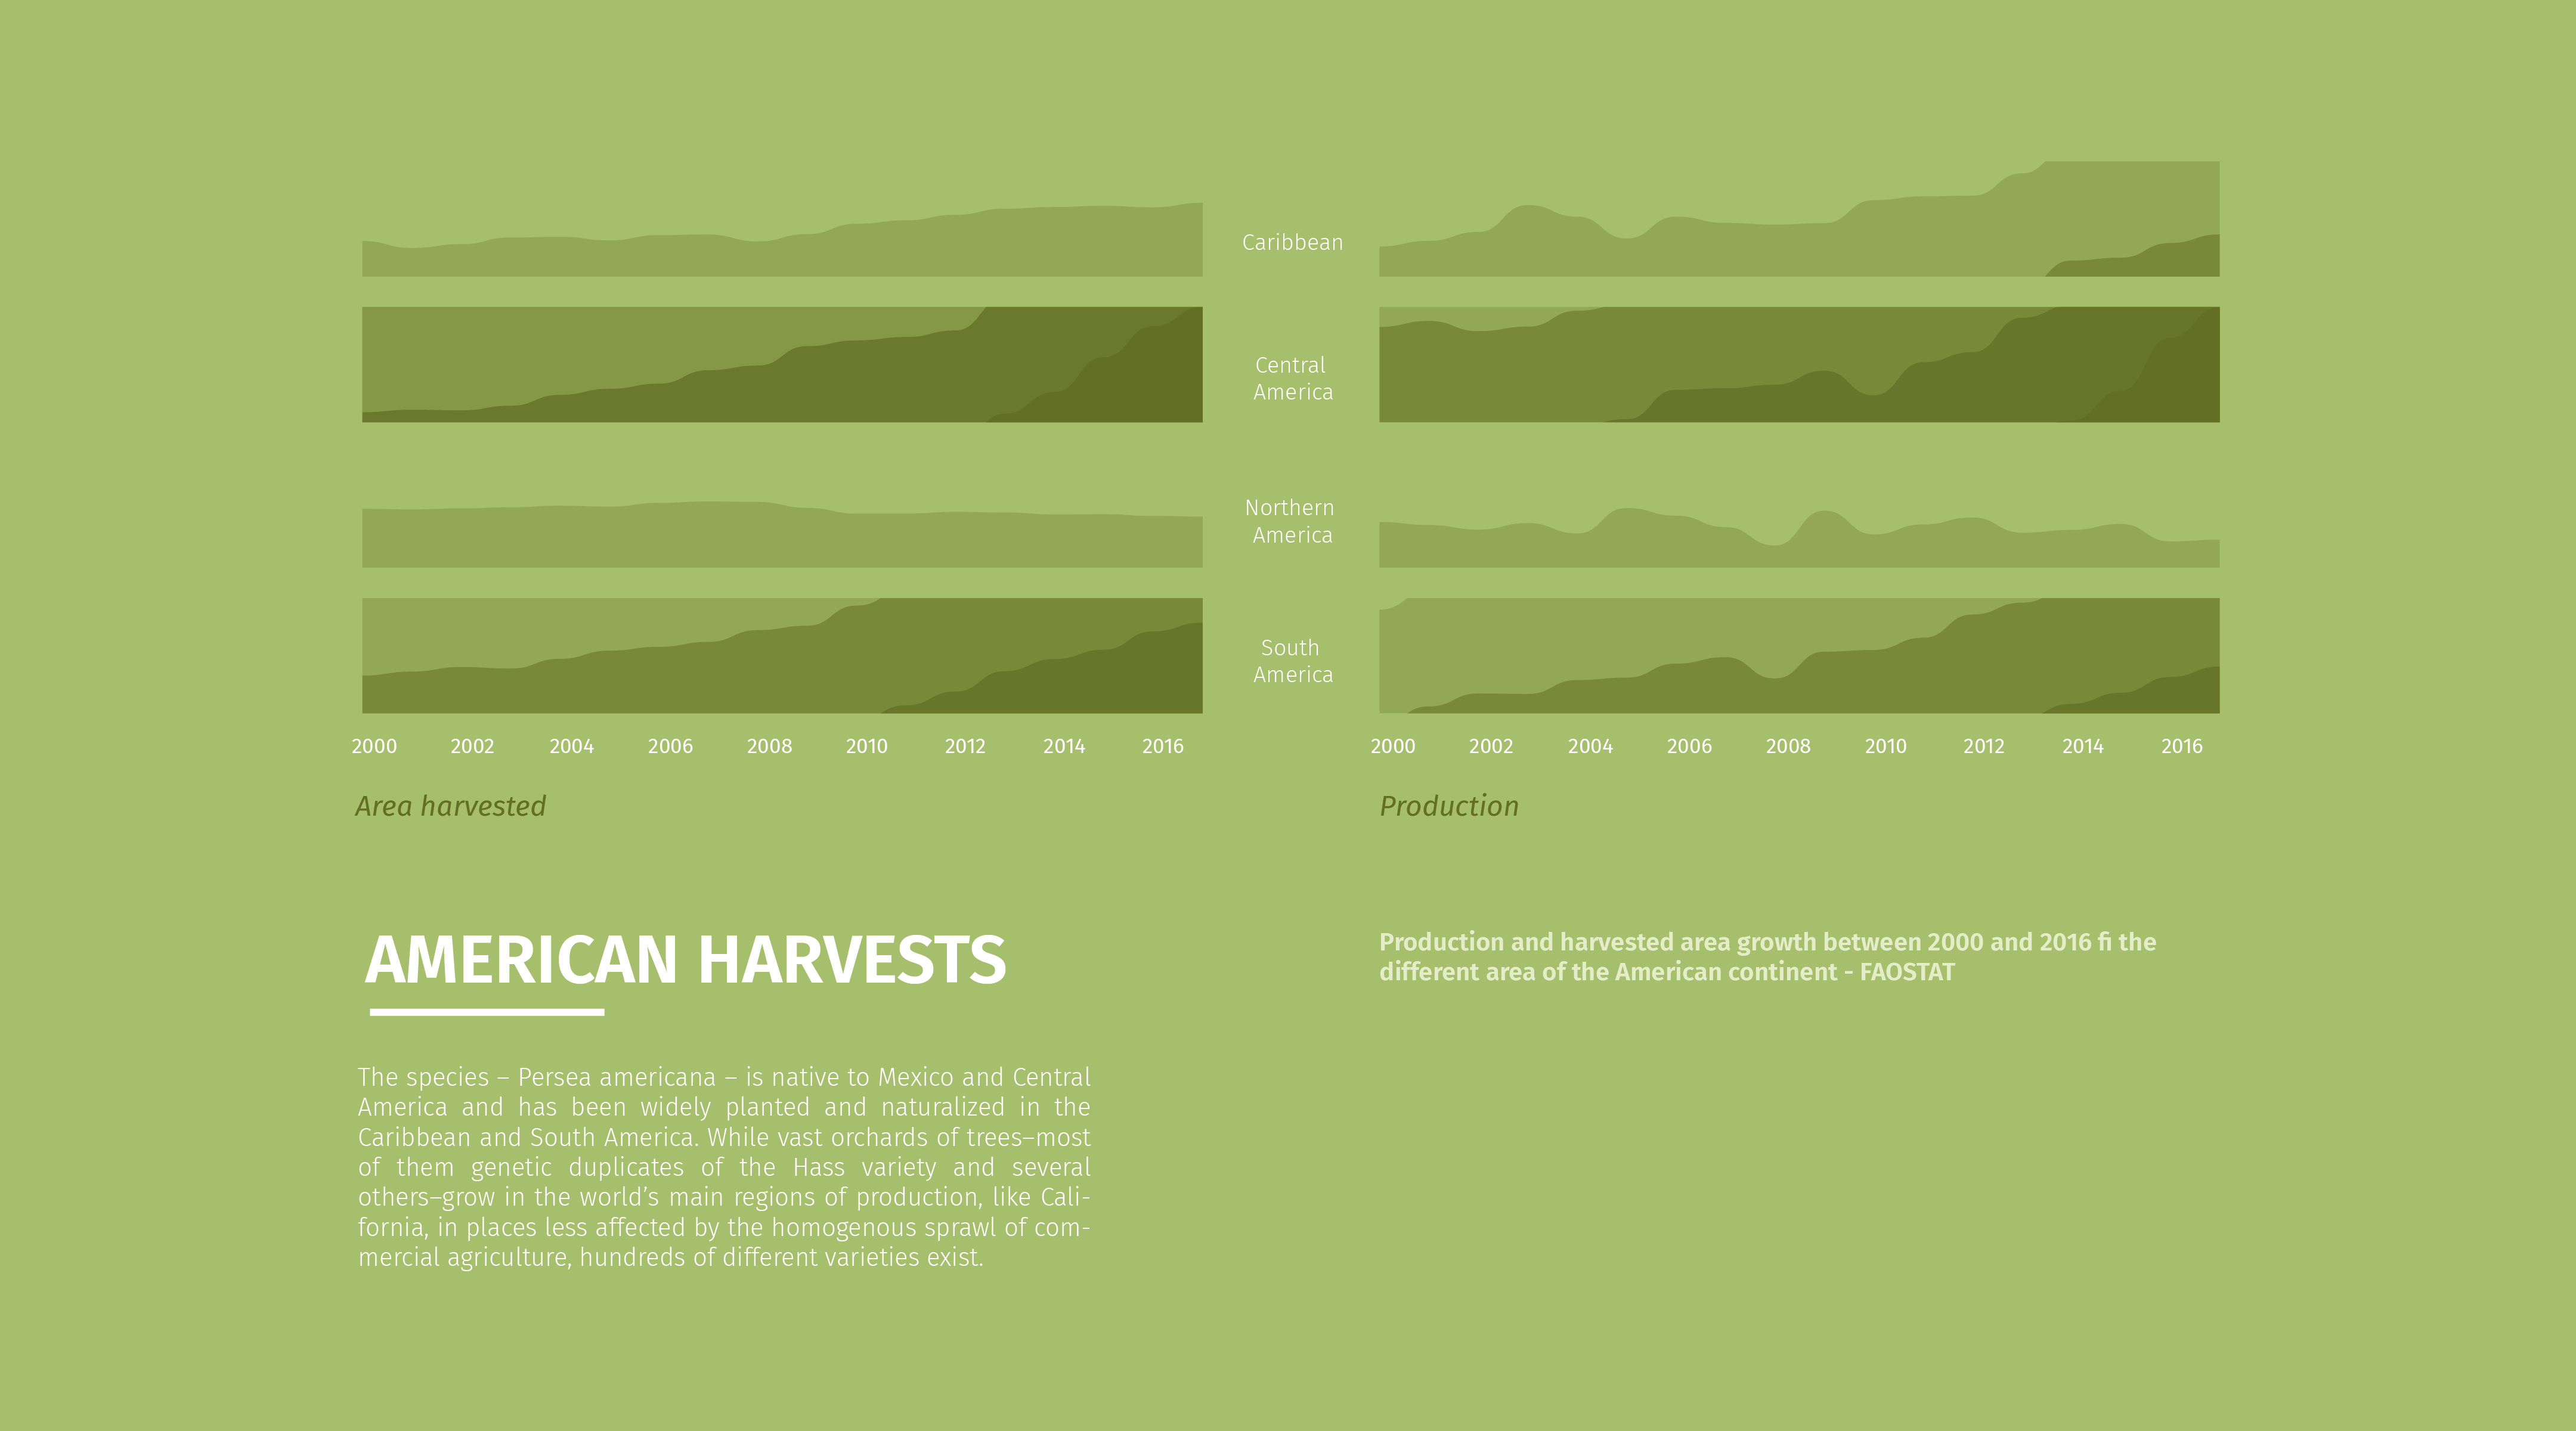 Caribbean
Central
America
Northern
America
South
America
2000 2002 2004 2006 2008 2010 2012 2014 2016
2000 2002 2004 2006 2008 2010 2012 2014 2016
Area harvested
Production
AMERICAN HARVESTS
Production and harvested area growth between 2000 and 2016 fi the
different area of the American continent - FAOSTAT
The species – Persea americana – is native to Mexico and Central
America and has been widely planted and naturalized in the
Caribbean and South America. While vast orchards of trees–most
of them genetic duplicates of the Hass variety and several
others–grow in the world’s main regions of production, like Cali-
fornia, in places less affected by the homogenous sprawl of com-
mercial agriculture, hundreds of different varieties exist.